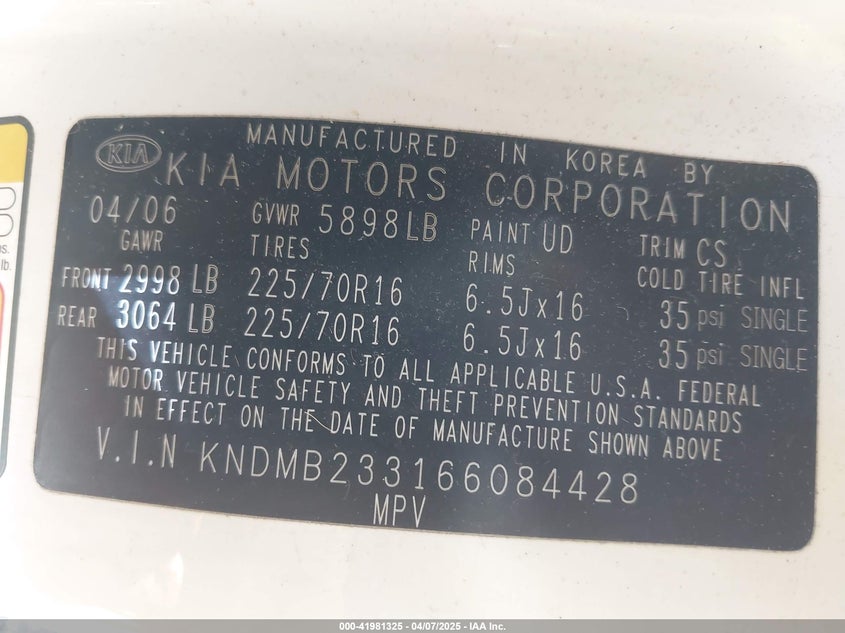 MANUFACTURED IN KOREA BY
KIA KIA MOTORS CORPORATION
04/06 GVWR 5898LB PAINT UD TRIM CS
GAWR TIRES RIMS COLD TIRE INFL
FRONT 2998 LB 225/70R16 6.5Jx16 35 psi SINGLE
REAR 3064 LB 225/70R16 6.5Jx16 35 psi SINGLE
THIS VEHICLE CONFORMS TO ALL APPLICABLE U.S.A. FEDERAL
MOTOR VEHICLE SAFETY AND THEFT PREVENTION STANDARDS
IN EFFECT ON THE DATE OF MANUFACTURE SHOWN ABOVE
V.I.N KNDMB233166084428
MPV
s.
lb.
000-41981325 / 04/07/2025 - IAA Inc.